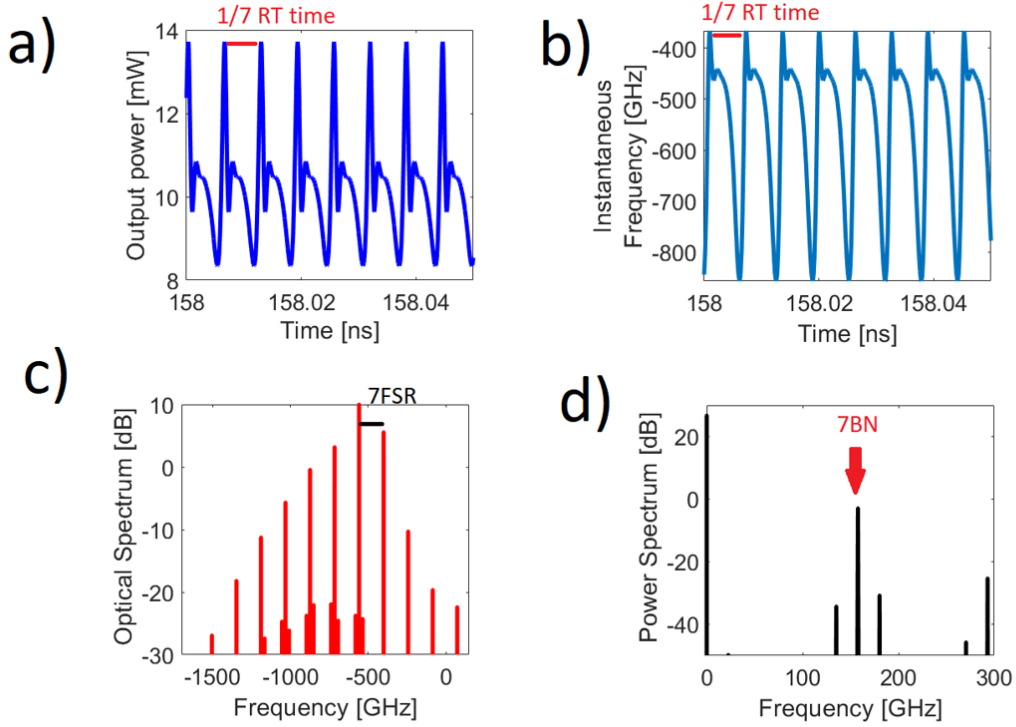 a)
1/7 RT time
14
12
10
8
Output power [mW]
158
158.02
158.04
Time [ns]
b)
1/7 RT time
-400
-500
-600
-700
-800
Instantaneous
Frequency [GHz]
158
158.02
158.04
Time [ns]
c)
7FSR
10
0
-10
-20
-30
Optical Spectrum [dB]
-1500
-1000
-500
0
Frequency [GHz]
d)
7BN
20
0
-20
-40
Power Spectrum [dB]
0
100
200
300
Frequency [GHz]